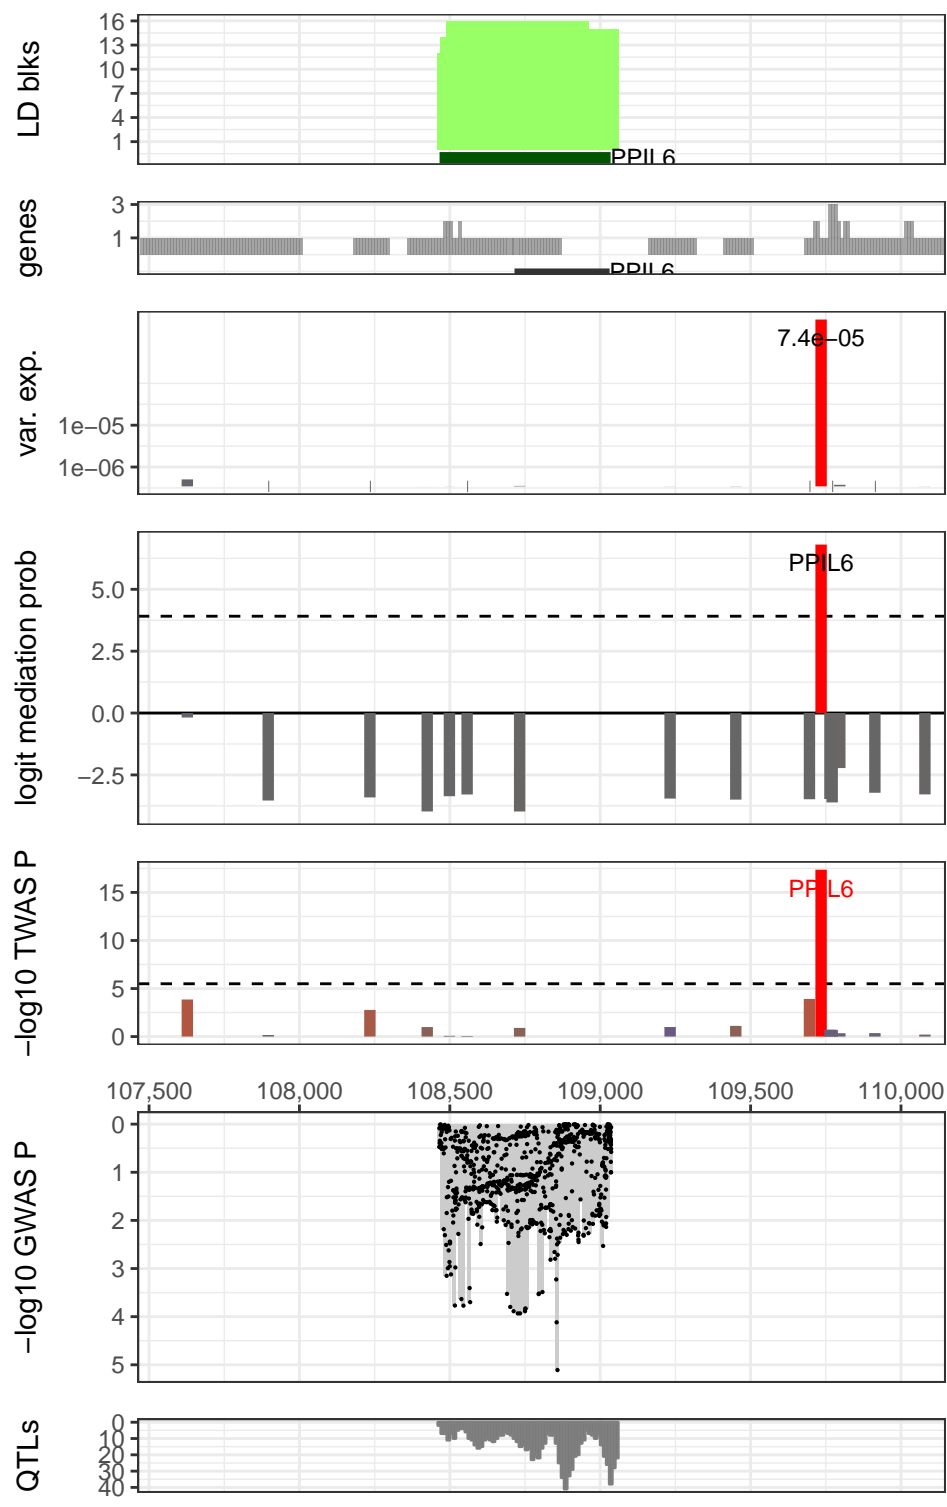 LD blks
16
13
10
7
4
1
PPIL6
genes
3
1
PPIL6
var. exp.
7.4e−05
1e−05
1e−06
logit mediation prob
5.0
2.5
0.0
−2.5
PPIL6
−log10 TWAS P
15
10
5
0
PPIL6
107,500
108,000
108,500
109,000
109,500
110,000
−log10 GWAS P
0
1
2
3
4
5
QTLs
0
10
20
30
40